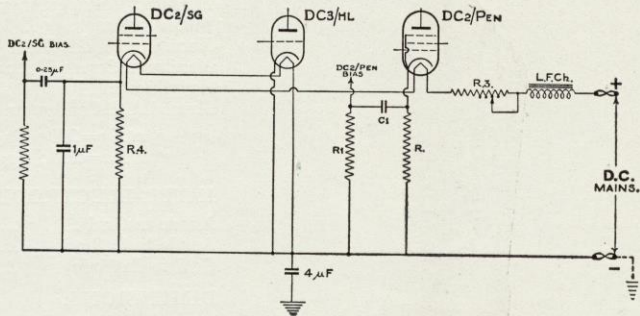 DC2/SG
DC3/HL
DC2/PEN
DC2/SG BIAS.
0·25μF
DC2/PEN
BIAS
R.3.
L.F.Ch.
+
1μF
R.4.
C1
R1
R.
D.C.
MAINS.
4μF
-